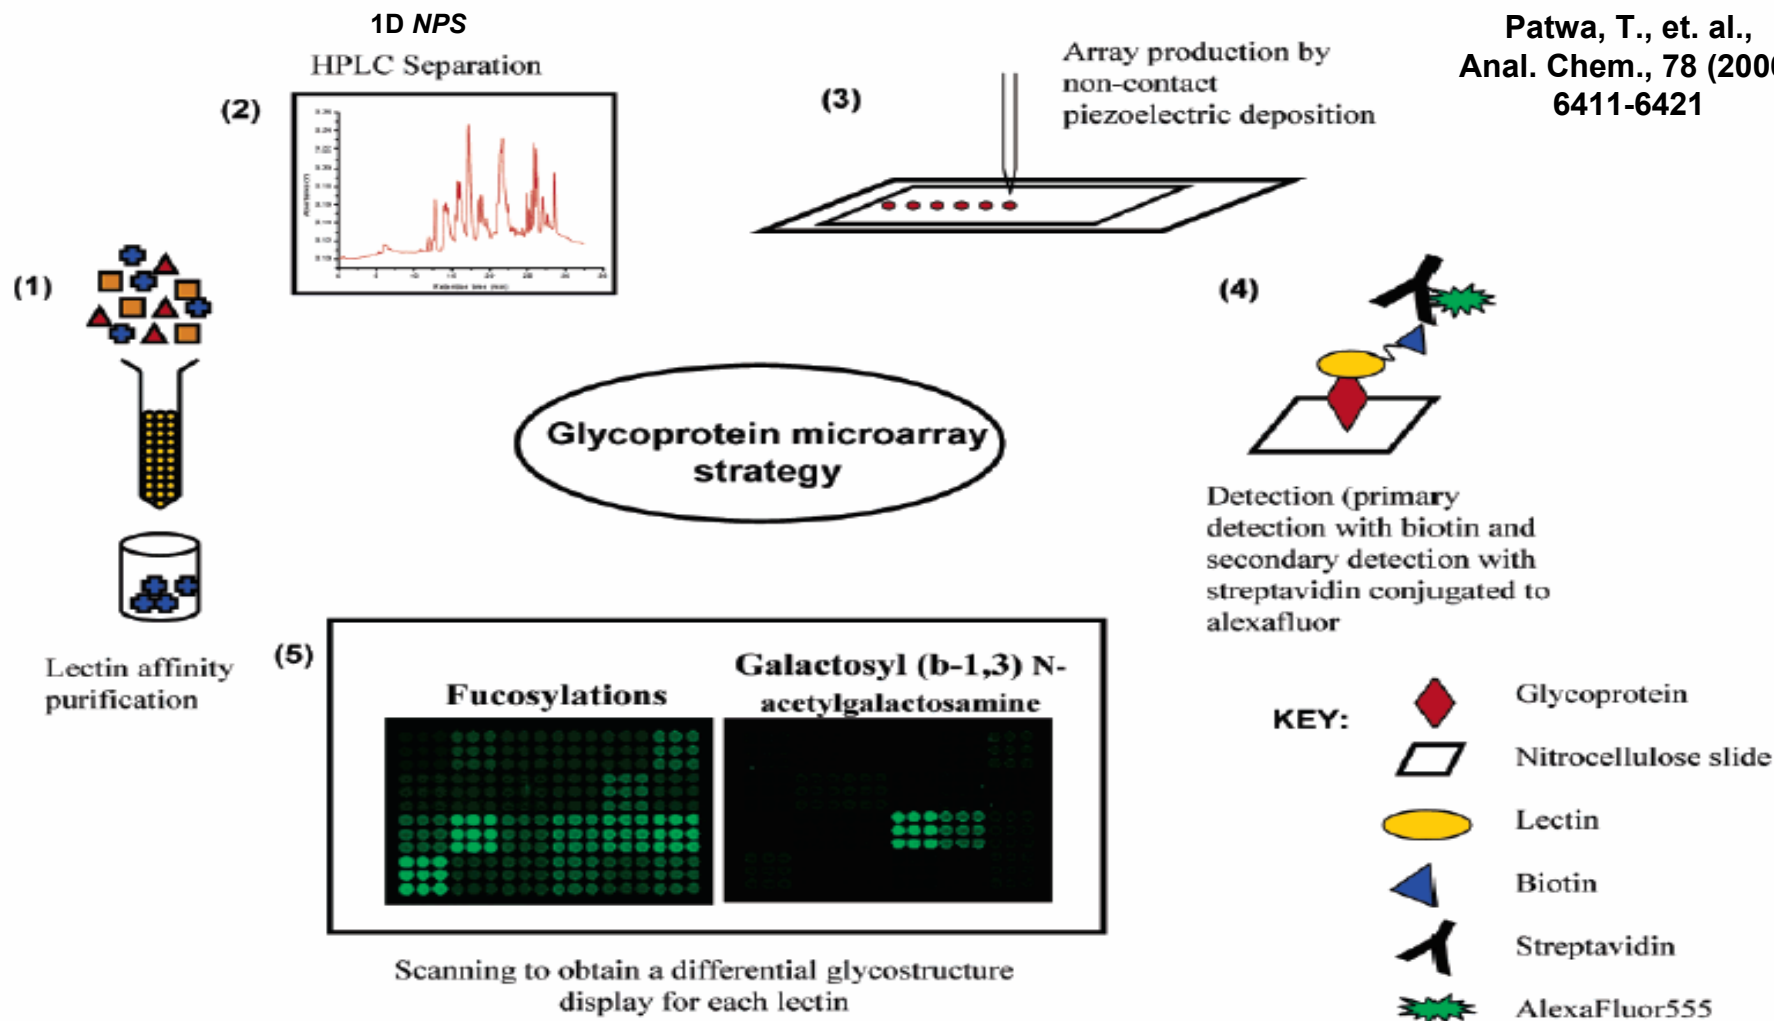 1D NPS
HPLC Separation
(2)
(3)
Array production by
non-contact
piezoelectric deposition
Patwa, T., et. al.,
Anal. Chem., 78 (200
6411-6421
(1)
Lectin affinity
purification
Glycoprotein microarray
strategy
(4)
Detection (primary
detection with biotin and
secondary detection with
streptavidin conjugated to
alexafluor
(5)
Fucosylations
Galactosyl (b-1,3) N-
acetylgalactosamine
Scanning to obtain a differential glycostructure
display for each lectin
KEY:
Glycoprotein
Nitrocellulose slide
Lectin
Biotin
Streptavidin
AlexaFluor555